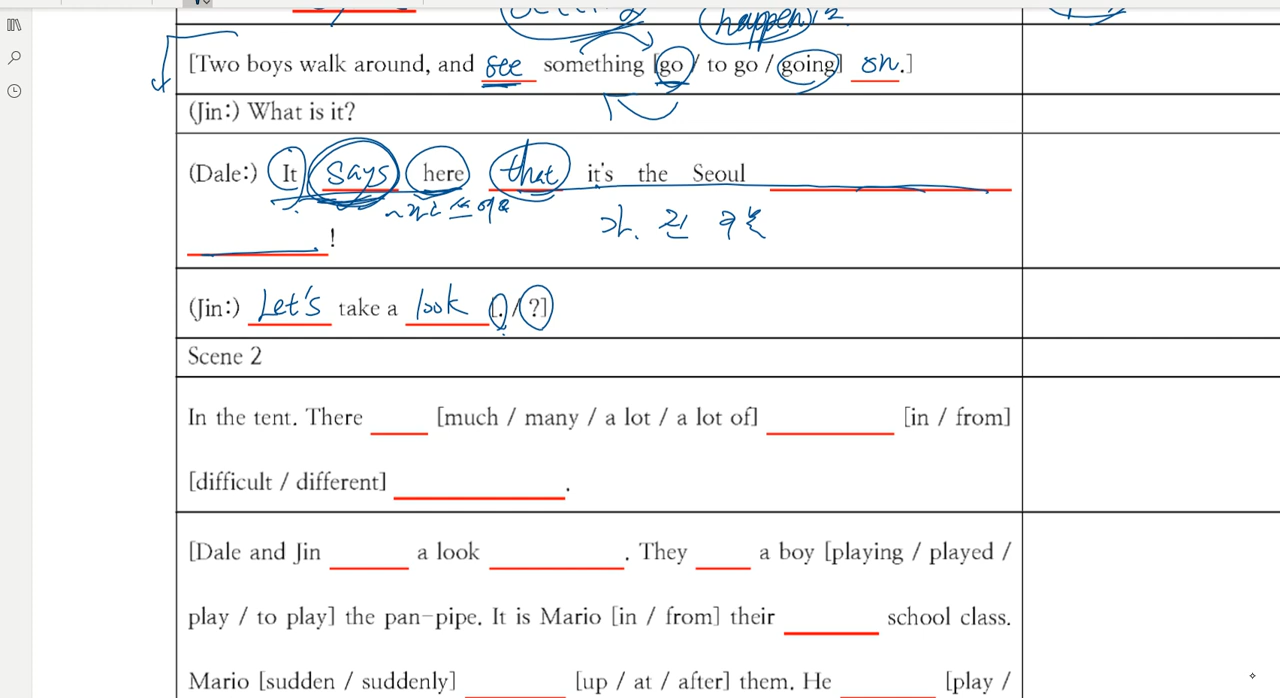 (happen)
[Two boys walk around, and see something [go / to go / going] on.]
(Jin:) What is it?
(Dale:) It says here that it's the Seoul
!
(Jin:) Let's take a look [. / ?]
Scene 2
In the tent. There [much / many / a lot / a lot of] [in / from]
[difficult / different] .
[Dale and Jin a look . They a boy [playing / played /
play / to play] the pan-pipe. It is Mario [in / from] their school class.
Mario [sudden / suddenly] [up / at / after] them. He [play /